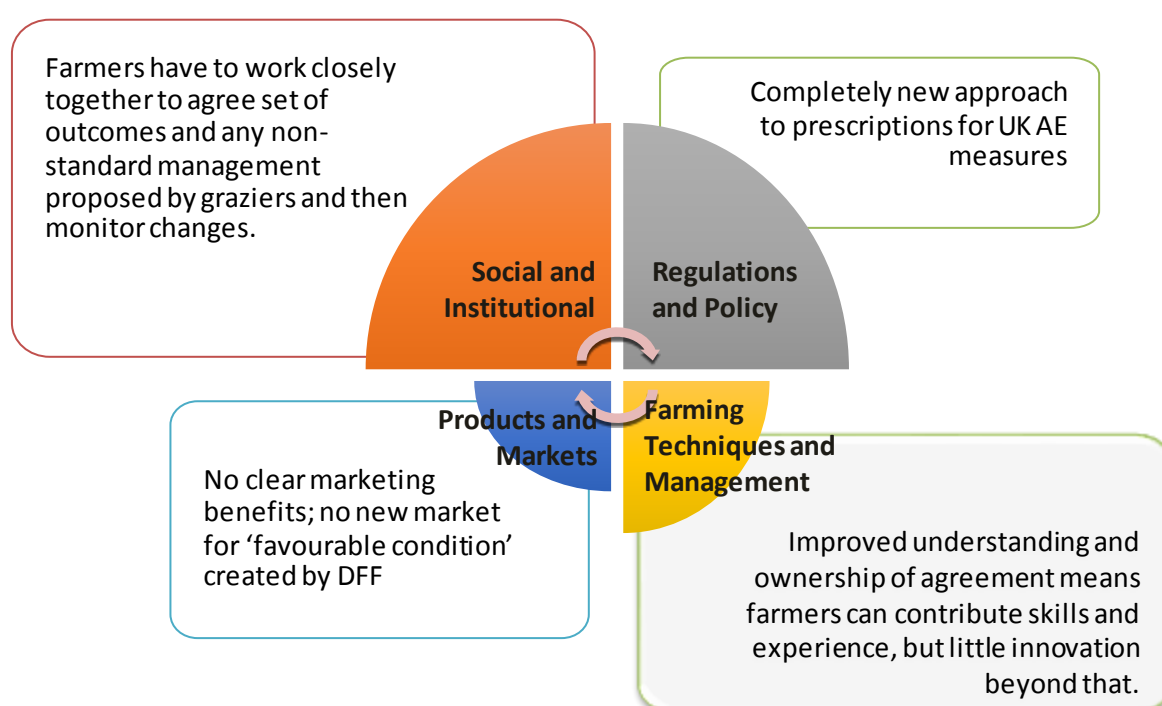 Farmers have to work closely
together to agree set of
outcomes and any non-
standard management
proposed by graziers and then
monitor changes.
Completely new approach
to prescriptions for UK AE
measures
Social and
Institutional
Regulations
and Policy
Products and
Markets
Farming
Techniques and
Management
No clear marketing
benefits; no new market
for ‘favourable condition’
created by DFF
Improved understanding and
ownership of agreement means
farmers can contribute skills and
experience, but little innovation
beyond that.